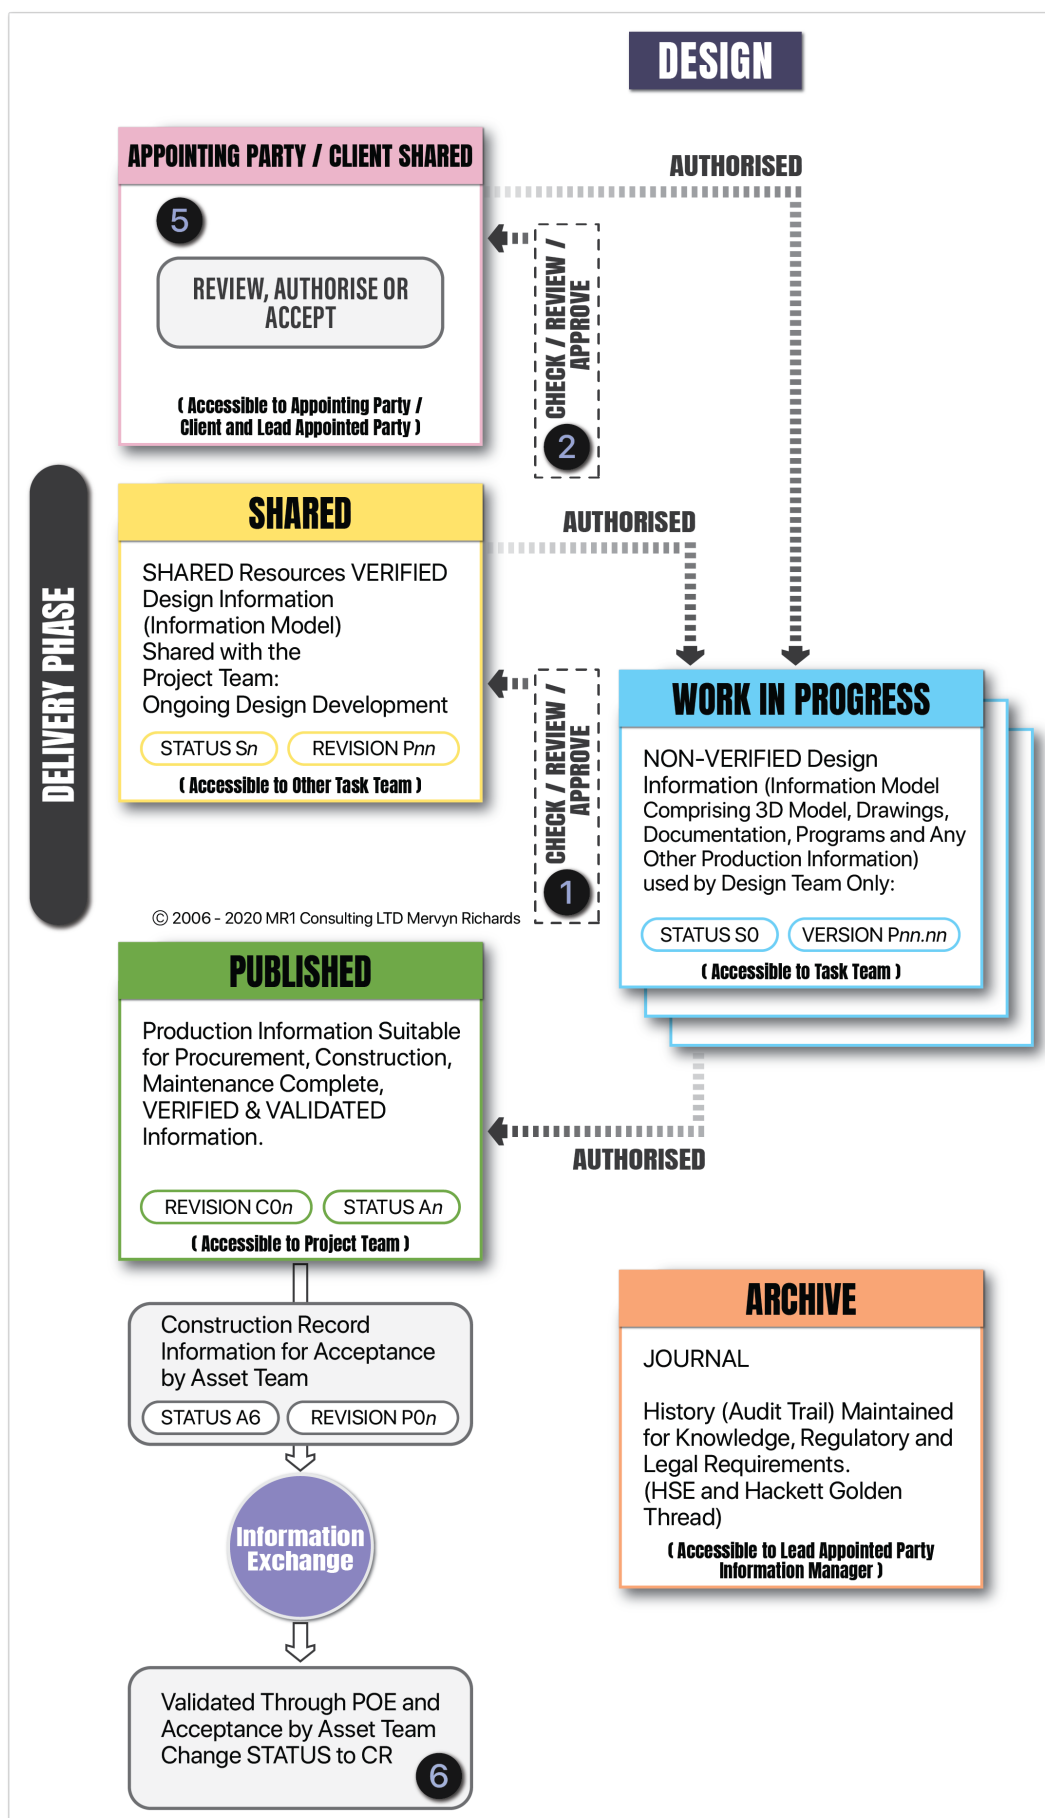 DESIGN
APPOINTING PARTY / CLIENT SHARED
AUTHORISED
5
REVIEW, AUTHORISE OR
ACCEPT
( Accessible to Appointing Party /
Client and Lead Appointed Party )
CHECK / REVIEW /
APPROVE
2
DELIVERY PHASE
SHARED
AUTHORISED
SHARED Resources VERIFIED
Design Information
(Information Model)
Shared with the
Project Team:
Ongoing Design Development
STATUS Sn
REVISION Pnn
( Accessible to Other Task Team )
CHECK / REVIEW /
APPROVE
1
WORK IN PROGRESS
NON-VERIFIED Design
Information (Information Model
Comprising 3D Model, Drawings,
Documentation, Programs and Any
Other Production Information)
used by Design Team Only:
STATUS S0
VERSION Pnn.nn
( Accessible to Task Team )
© 2006 - 2020 MR1 Consulting LTD Mervyn Richards
PUBLISHED
Production Information Suitable
for Procurement, Construction,
Maintenance Complete,
VERIFIED & VALIDATED
Information.
REVISION C0n
STATUS An
( Accessible to Project Team )
AUTHORISED
Construction Record
Information for Acceptance
by Asset Team
STATUS A6
REVISION P0n
Information
Exchange
Validated Through POE and
Acceptance by Asset Team
Change STATUS to CR
6
ARCHIVE
JOURNAL
History (Audit Trail) Maintained
for Knowledge, Regulatory and
Legal Requirements.
(HSE and Hackett Golden
Thread)
( Accessible to Lead Appointed Party
Information Manager )